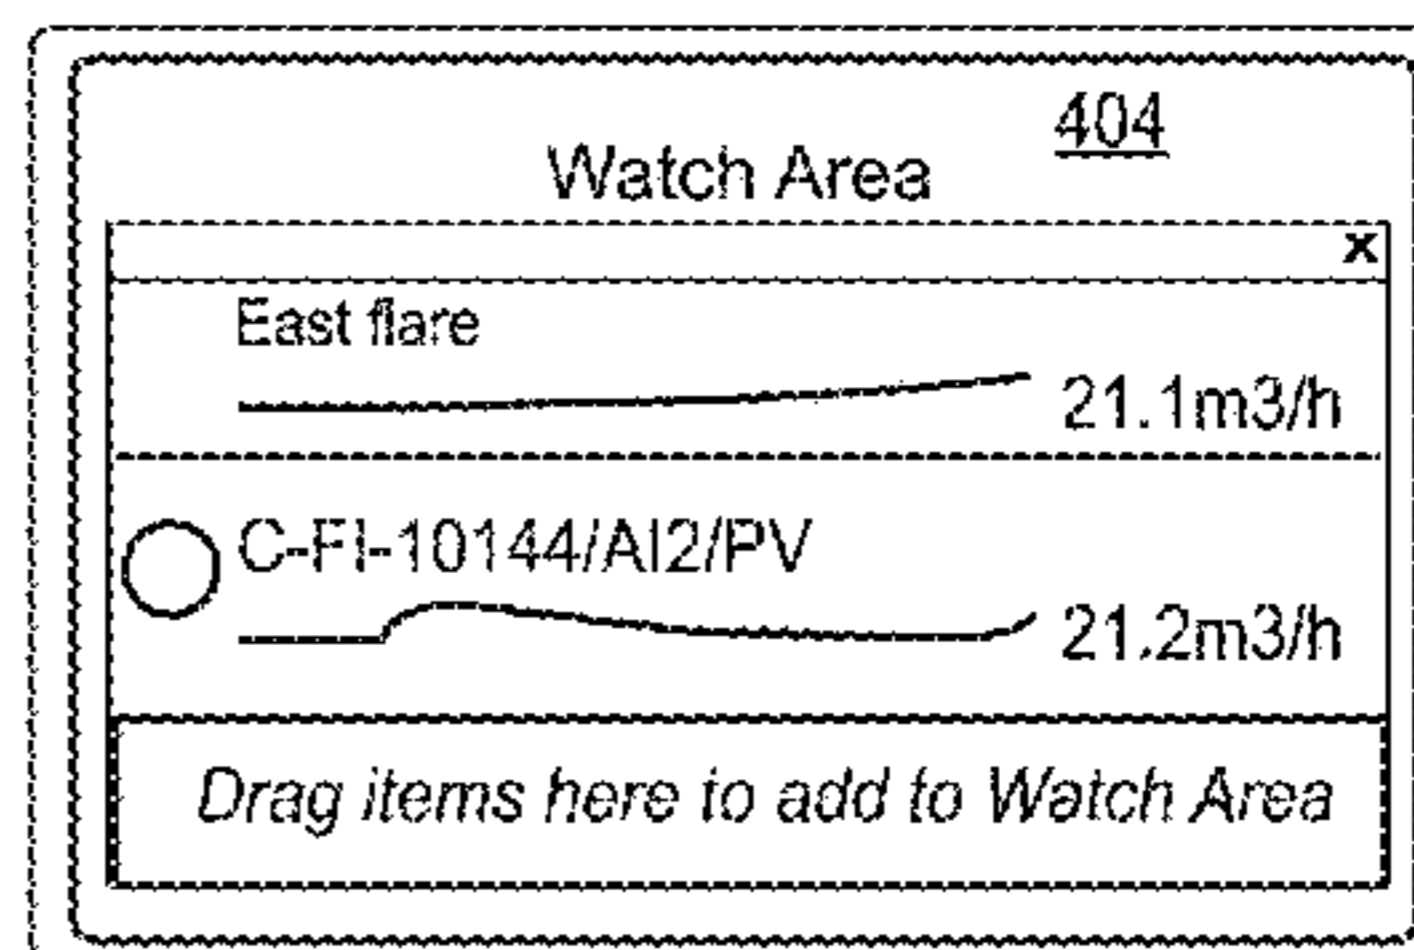 404
Watch Area
x
East flare
21.1m3/h
C-FI-10144/AI2/PV
21.2m3/h
Drag items here to add to Watch Area